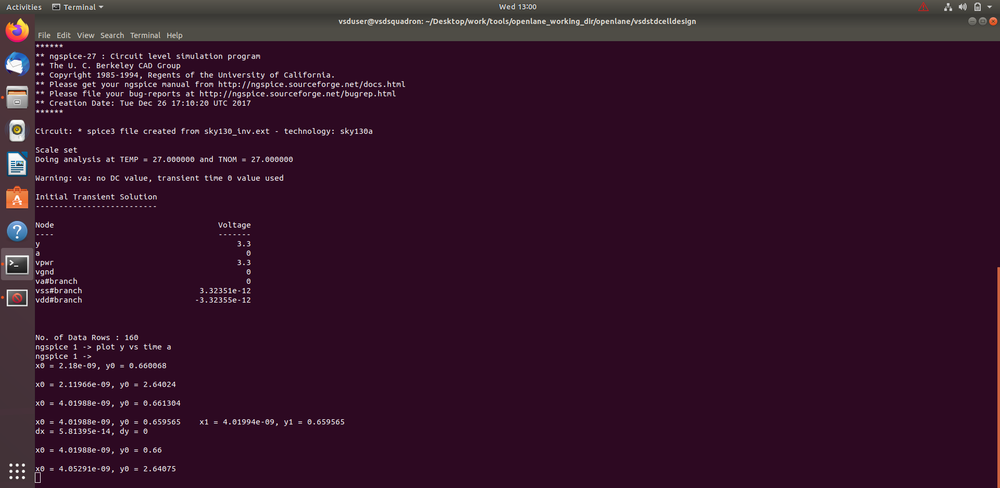 Activities Terminal Wed 13:00
vsduser@vsdsquadron: ~/Desktop/work/tools/openlane_working_dir/openlane/vsdstdcelldesign
File Edit View Search Terminal Help
******
** ngspice-27 : Circuit level simulation program
** The U. C. Berkeley CAD Group
** Copyright 1985-1994, Regents of the University of California.
** Please get your ngspice manual from http://ngspice.sourceforge.net/docs.html
** Please file your bug-reports at http://ngspice.sourceforge.net/bugrep.html
** Creation Date: Tue Dec 26 17:10:20 UTC 2017
******
Circuit: * spice3 file created from sky130_inv.ext - technology: sky130a
Scale set
Doing analysis at TEMP = 27.000000 and TNOM = 27.000000
Warning: va: no DC value, transient time 0 value used
Initial Transient Solution
--------------------------
Node Voltage
---- -------
y 3.3
a 0
vpwr 3.3
vgnd 0
va#branch 0
vss#branch 3.32351e-12
vdd#branch -3.32355e-12
No. of Data Rows : 160
ngspice 1 -> plot y vs time a
ngspice 1 ->
x0 = 2.18e-09, y0 = 0.660068
x0 = 2.11966e-09, y0 = 2.64024
x0 = 4.01988e-09, y0 = 0.661304
x0 = 4.01988e-09, y0 = 0.659565 x1 = 4.01994e-09, y1 = 0.659565
dx = 5.81395e-14, dy = 0
x0 = 4.01988e-09, y0 = 0.66
x0 = 4.05291e-09, y0 = 2.64075